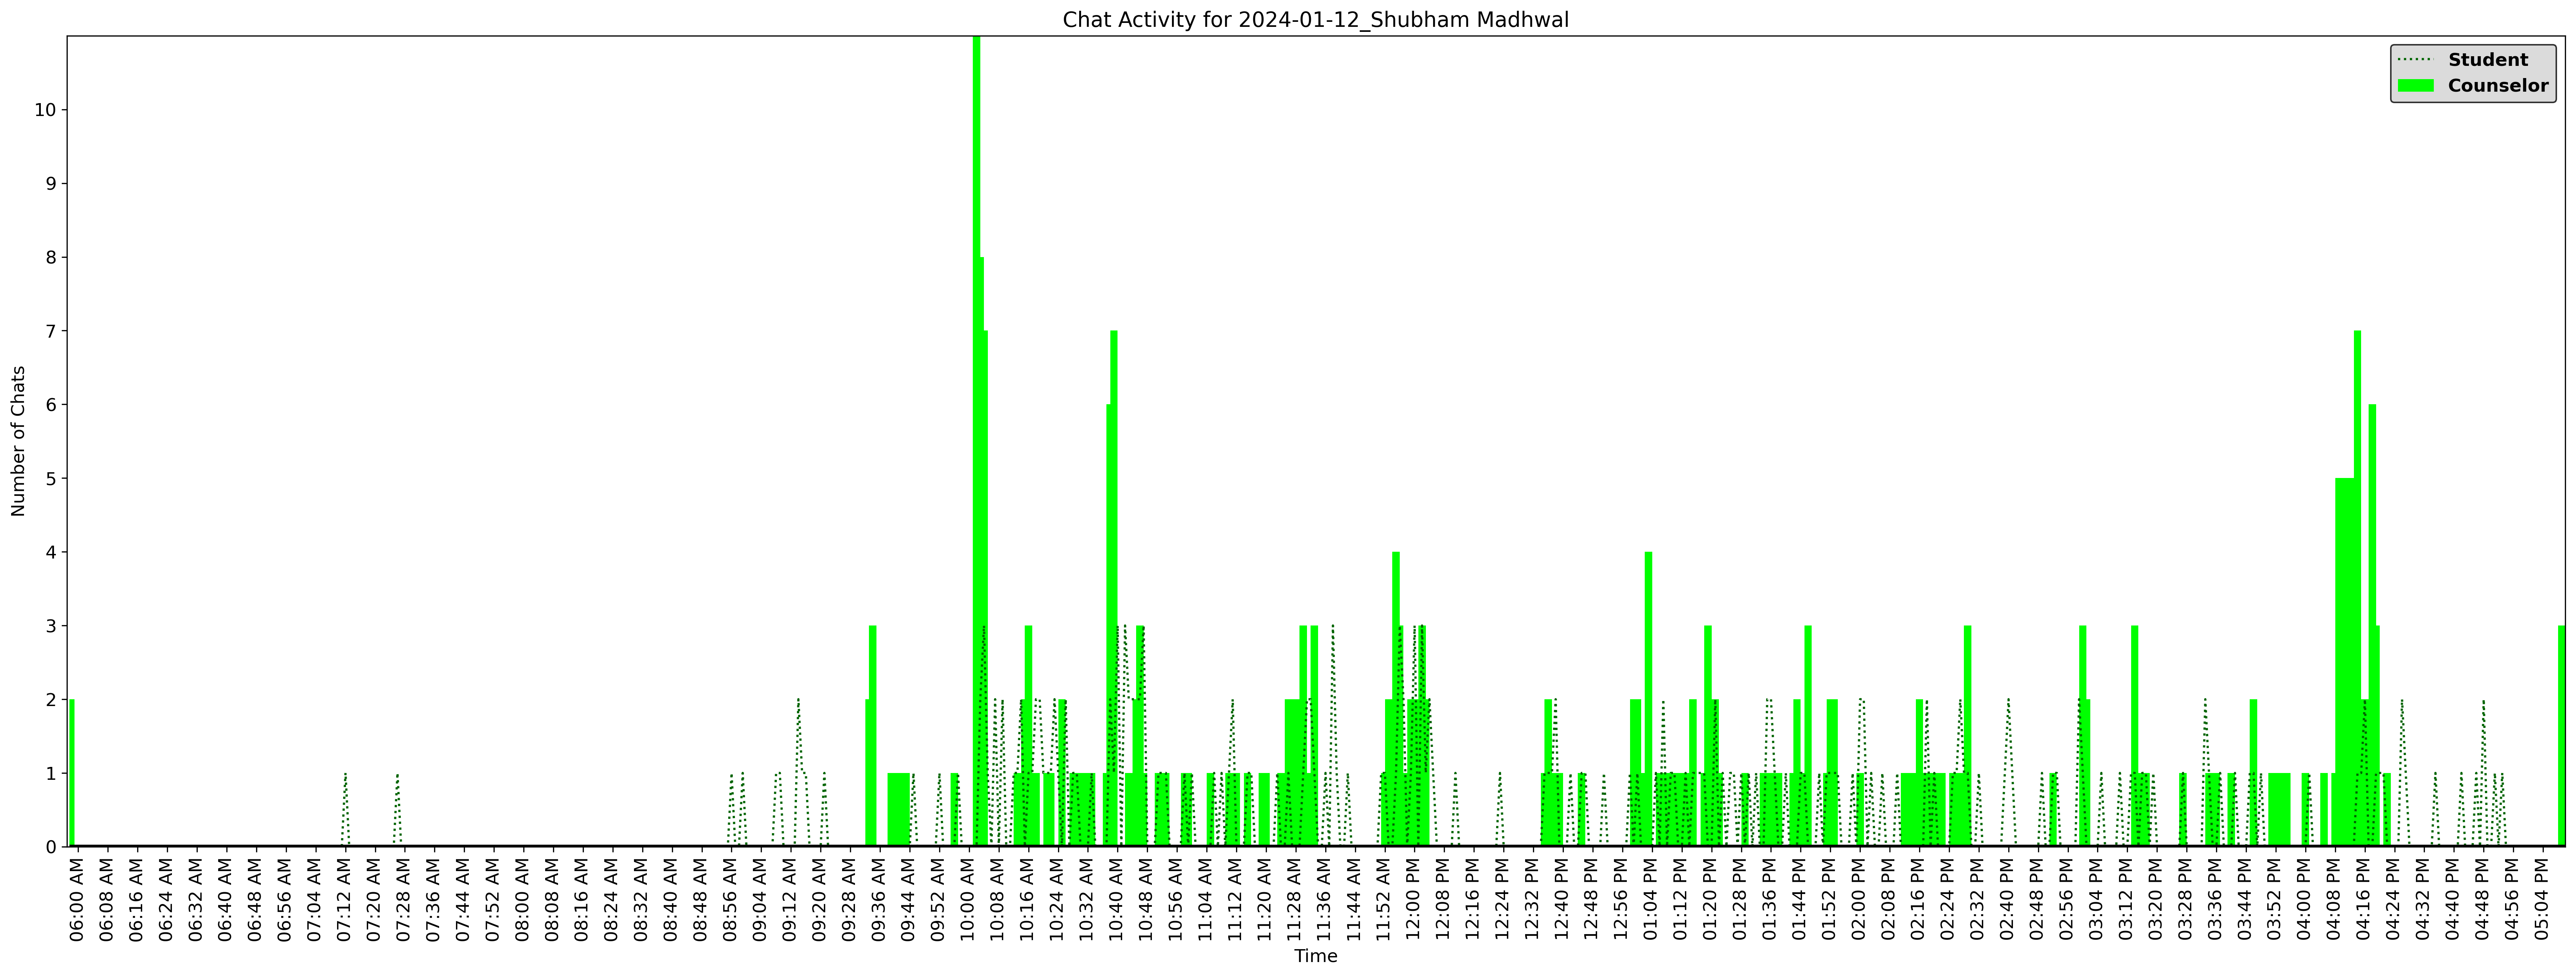 Chat Activity for 2024-01-12_Shubham Madhwal
Student
Counselor
Number of Chats
10
9
8
7
6
5
4
3
2
1
0
06:00 AM
06:08 AM
06:16 AM
06:24 AM
06:32 AM
06:40 AM
06:48 AM
06:56 AM
07:04 AM
07:12 AM
07:20 AM
07:28 AM
07:36 AM
07:44 AM
07:52 AM
08:00 AM
08:08 AM
08:16 AM
08:24 AM
08:32 AM
08:40 AM
08:48 AM
08:56 AM
09:04 AM
09:12 AM
09:20 AM
09:28 AM
09:36 AM
09:44 AM
09:52 AM
10:00 AM
10:08 AM
10:16 AM
10:24 AM
10:32 AM
10:40 AM
10:48 AM
10:56 AM
11:04 AM
11:12 AM
11:20 AM
11:28 AM
11:36 AM
11:44 AM
11:52 AM
12:00 PM
12:08 PM
12:16 PM
12:24 PM
12:32 PM
12:40 PM
12:48 PM
12:56 PM
01:04 PM
01:12 PM
01:20 PM
01:28 PM
01:36 PM
01:44 PM
01:52 PM
02:00 PM
02:08 PM
02:16 PM
02:24 PM
02:32 PM
02:40 PM
02:48 PM
02:56 PM
03:04 PM
03:12 PM
03:20 PM
03:28 PM
03:36 PM
03:44 PM
03:52 PM
04:00 PM
04:08 PM
04:16 PM
04:24 PM
04:32 PM
04:40 PM
04:48 PM
04:56 PM
05:04 PM
Time